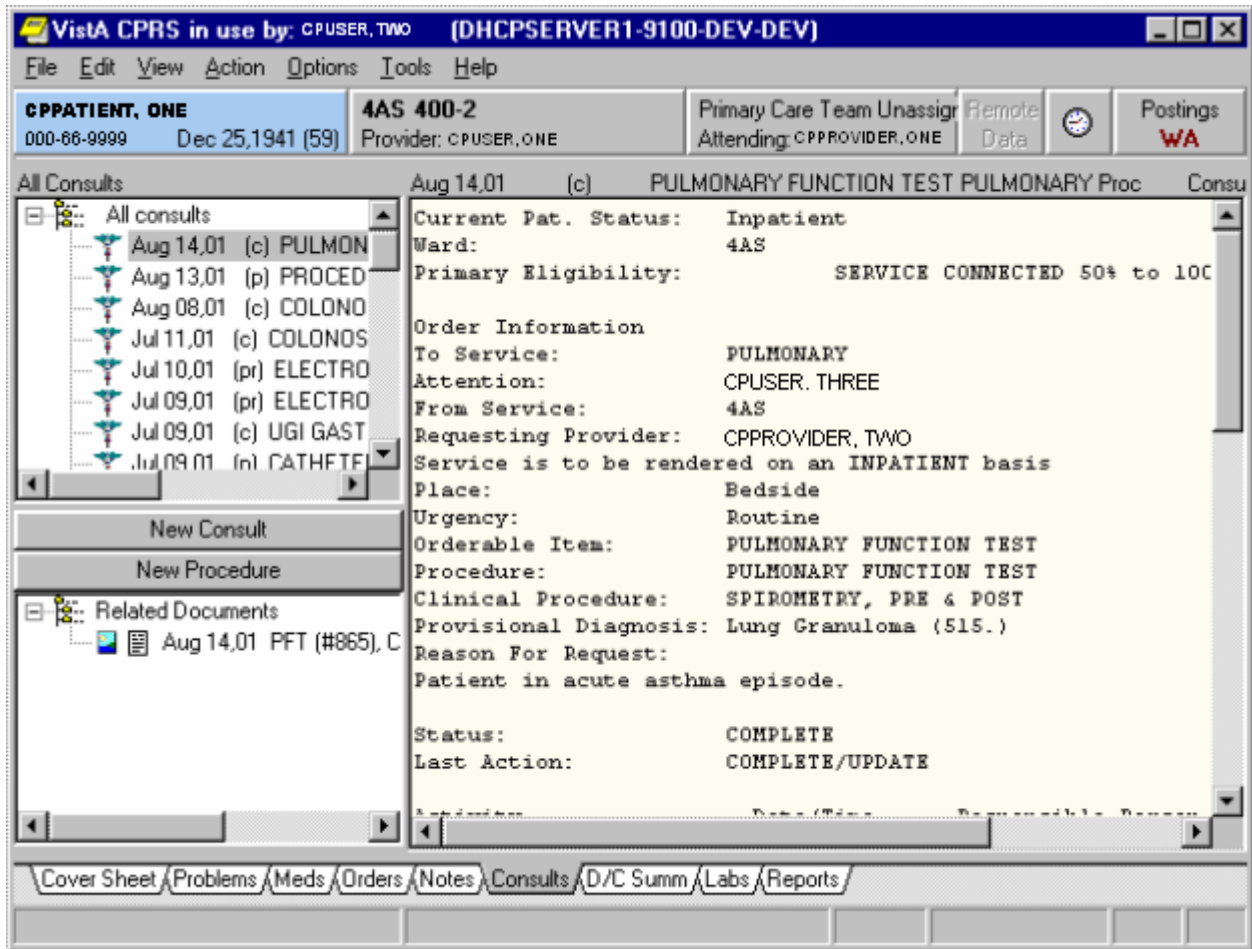 VistA CPRS in use by: CPUSER, TWO (DHCPSERVER1-9100-DEV-DEV)
File Edit View Action Options Tools Help
CPPATIENT, ONE
000-66-9999 Dec 25,1941 (59)
4AS 400-2
Provider: CPUSER,ONE
Primary Care Team Unassigr
Attending: CPPROVIDER,ONE
Remote
Data
Postings
WA
All Consults
All consults
Aug 14,01 (c) PULMON
Aug 13,01 (p) PROCED
Aug 08,01 (c) COLONO
Jul 11,01 (c) COLONOS
Jul 10,01 (pr) ELECTRO
Jul 09,01 (pr) ELECTRO
Jul 09,01 (c) UGI GAST
Jul 09,01 (p) CATHETE
New Consult
New Procedure
Related Documents
Aug 14,01 PFT (#865), C
Aug 14,01 (c) PULMONARY FUNCTION TEST PULMONARY Proc Consu
Current Pat. Status: Inpatient
Ward: 4AS
Primary Eligibility: SERVICE CONNECTED 50% to 100
Order Information
To Service: PULMONARY
Attention: CPUSER. THREE
From Service: 4AS
Requesting Provider: CPPROVIDER, TWO
Service is to be rendered on an INPATIENT basis
Place: Bedside
Urgency: Routine
Orderable Item: PULMONARY FUNCTION TEST
Procedure: PULMONARY FUNCTION TEST
Clinical Procedure: SPIROMETRY, PRE & POST
Provisional Diagnosis: Lung Granuloma (515.)
Reason For Request:
Patient in acute asthma episode.
Status: COMPLETE
Last Action: COMPLETE/UPDATE
Activity Date/Time Responsible Person
Cover Sheet Problems Meds Orders Notes Consults D/C Summ Labs Reports